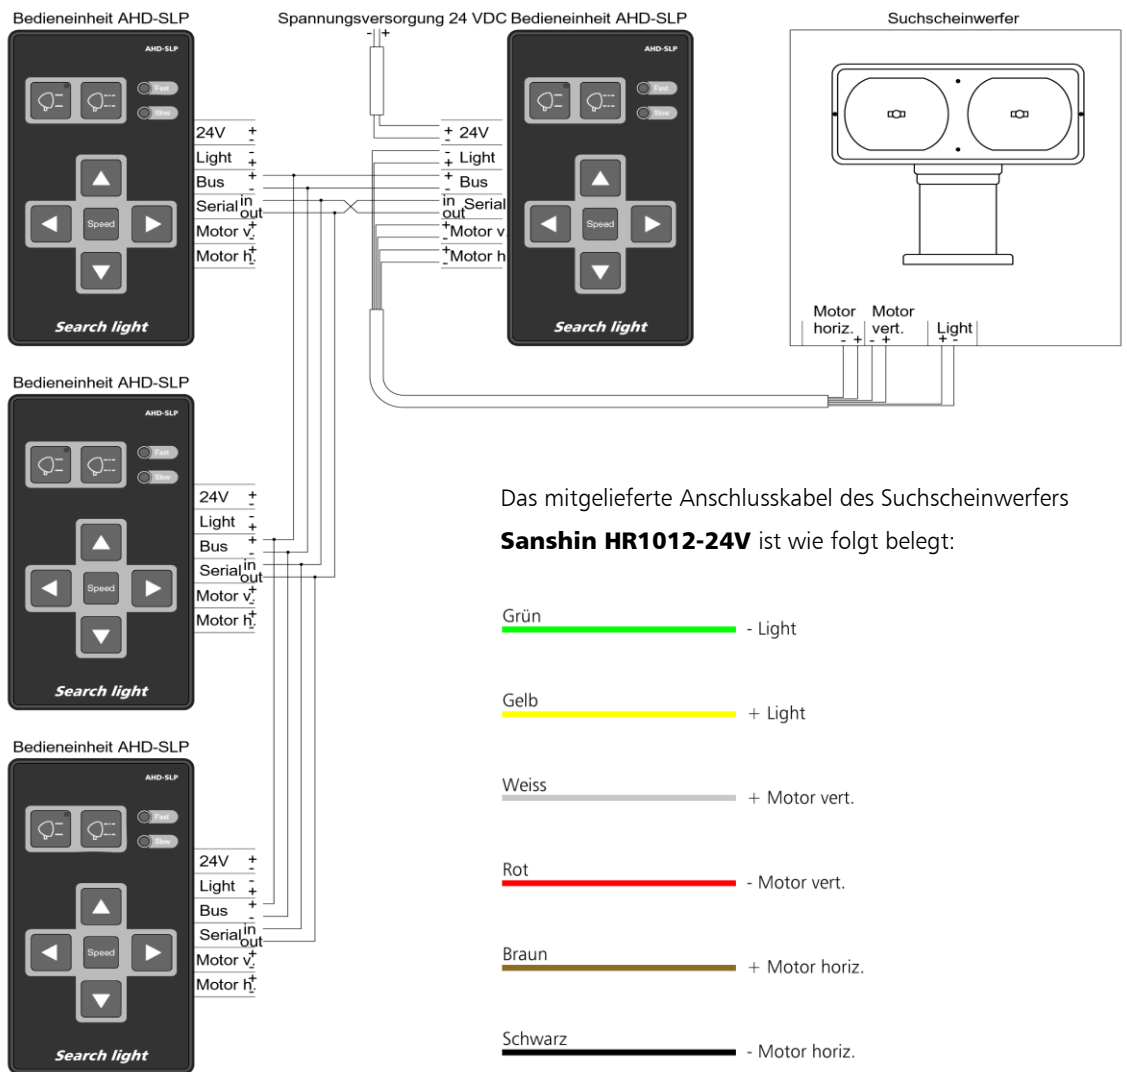 Bedieneinheit AHD-SLP
Spannungsversorgung 24 VDC
Bedieneinheit AHD-SLP
Suchscheinwerfer
- +
AHD-SLP
Fast
Slow
Speed
Search light
24V + -
Light - +
Bus + -
Serial in out
Motor v. + -
Motor h. + -
+ - 24V
- + Light
+ - Bus
in out Serial
+ - Motor v.
+ - Motor h
AHD-SLP
Fast
Slow
Speed
Search light
Motor horiz.
- +
Motor vert.
- +
Light
+ -
Bedieneinheit AHD-SLP
AHD-SLP
Fast
Slow
Speed
Search light
24V + -
Light - +
Bus + -
Serial in out
Motor v. + -
Motor h. + -
Bedieneinheit AHD-SLP
AHD-SLP
Fast
Slow
Speed
Search light
24V + -
Light - +
Bus + -
Serial in out
Motor v. + -
Motor h. + -
Das mitgelieferte Anschlusskabel des Suchscheinwerfers
Sanshin HR1012-24V ist wie folgt belegt:
Grün
- Light
Gelb
+ Light
Weiss
+ Motor vert.
Rot
- Motor vert.
Braun
+ Motor horiz.
Schwarz
- Motor horiz.